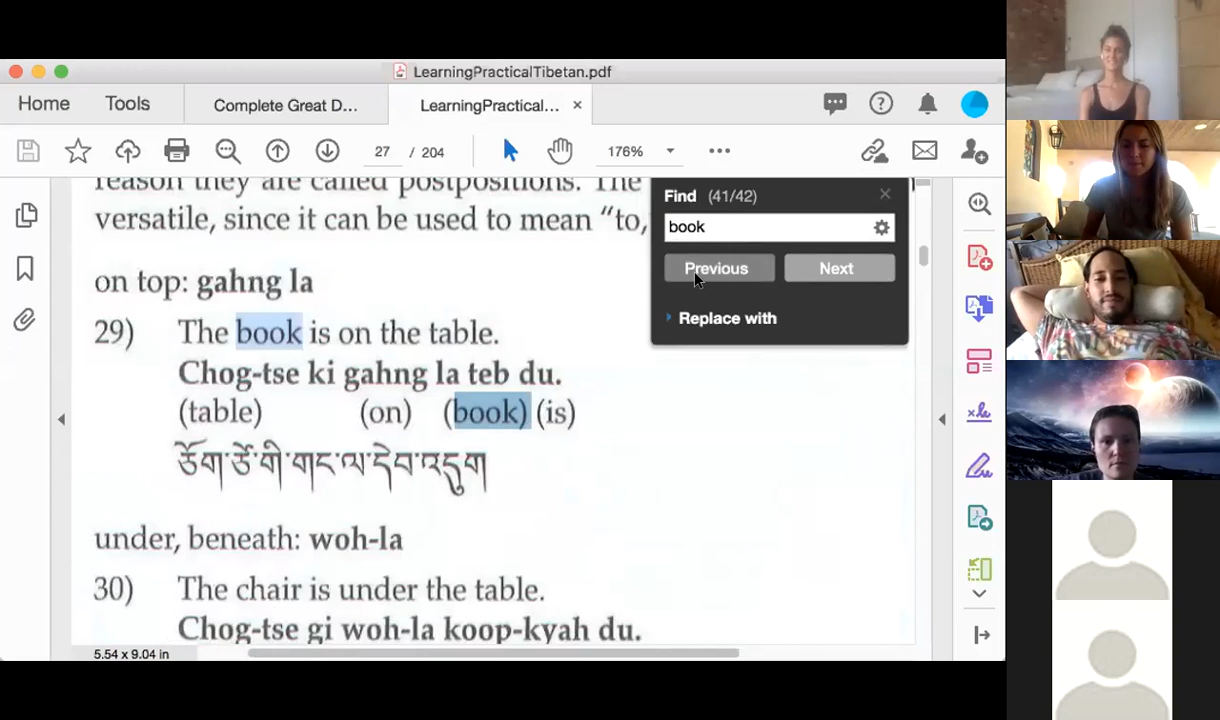 LearningPracticalTibetan.pdf
Home Tools Complete Great D... LearningPractical... ×
27 / 204 176%
reason they are called postpositions. The
versatile, since it can be used to mean “to,
Find (41/42)
book
Previous Next
Replace with
on top: gahng la
29) The book is on the table.
Chog-tse ki gahng la teb du.
(table) (on) (book) (is)
ཅོག་ཙེ་གི་གང་ལ་དེབ་འདུག
under, beneath: woh-la
30) The chair is under the table.
Chog-tse gi woh-la koop-kyah du.
5.54 x 9.04 in